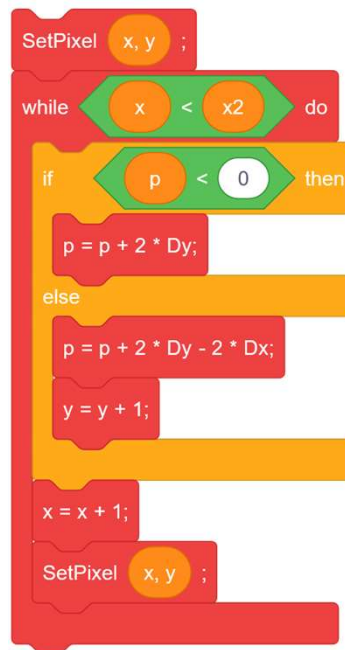 SetPixel x, y ;
while x < x2 do
if p < 0 then
p = p + 2 * Dy;
else
p = p + 2 * Dy - 2 * Dx;
y = y + 1;
x = x + 1;
SetPixel x, y ;